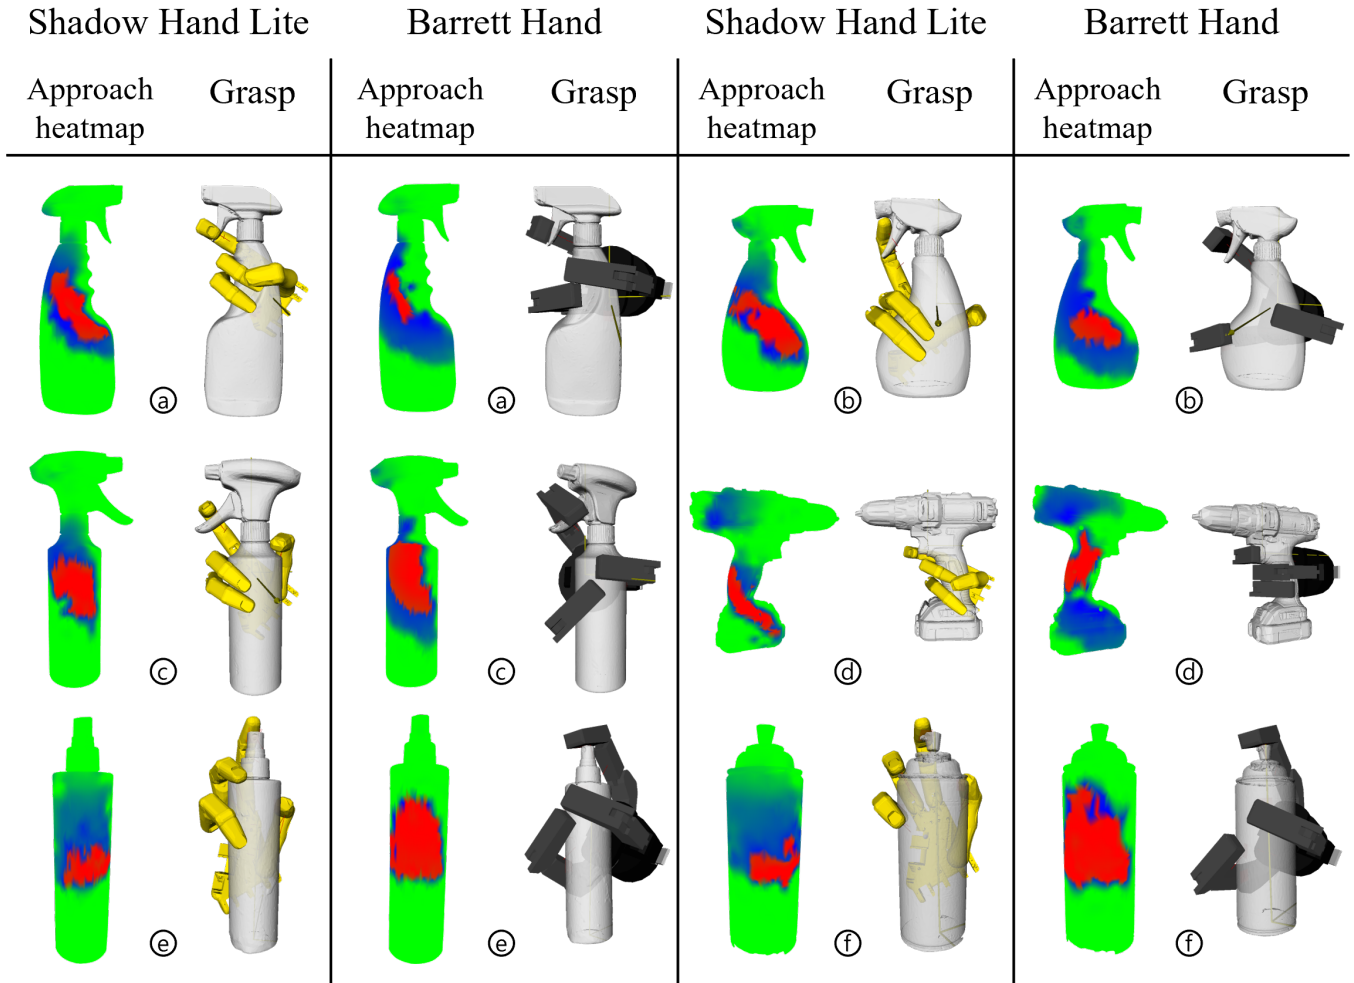 Shadow Hand Lite Barrett Hand Shadow Hand Lite Barrett Hand
Approach heatmap Grasp Approach heatmap Grasp Approach heatmap Grasp Approach heatmap Grasp
ⓐ ⓐ ⓑ ⓑ
ⓒ ⓒ ⓓ ⓓ
ⓔ ⓔ ⓕ ⓕ